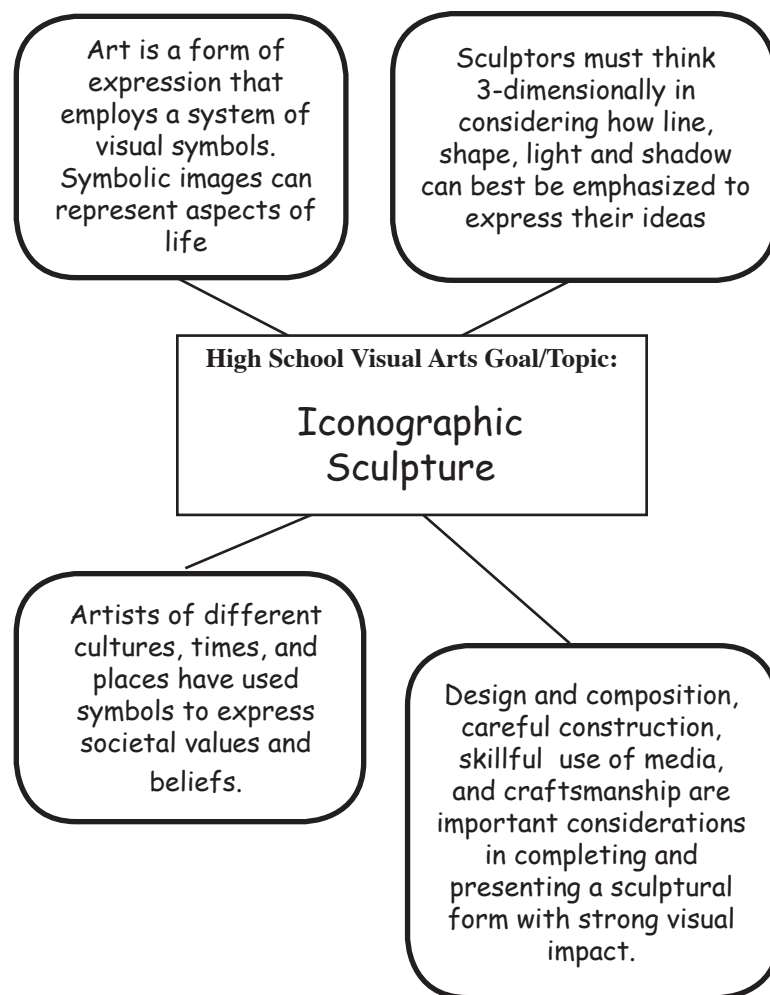 Art is a form of
expression that
employs a system of
visual symbols.
Symbolic images can
represent aspects of
life
Sculptors must think
3-dimensionally in
considering how line,
shape, light and shadow
can best be emphasized to
express their ideas
High School Visual Arts Goal/Topic:
Iconographic
Sculpture
Artists of different
cultures, times, and
places have used
symbols to express
societal values and
beliefs.
Design and composition,
careful construction,
skillful use of media,
and craftsmanship are
important considerations
in completing and
presenting a sculptural
form with strong visual
impact.